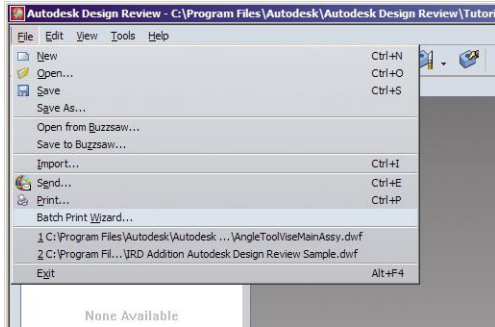 Autodesk Design Review - C:\Program Files\Autodesk\Autodesk Design Review\Tutori
File Edit View Tools Help
New Ctrl+N
Open... Ctrl+O
Save Ctrl+S
Save As...
Open from Buzzsaw...
Save to Buzzsaw...
Import... Ctrl+I
Send... Ctrl+E
Print... Ctrl+P
Batch Print Wizard...
1 C:\Program Files\Autodesk\Autodesk ...\AngleToolViseMainAssy.dwf
2 C:\Program Fil...\IRD Addition Autodesk Design Review Sample.dwf
Exit Alt+F4
None Available